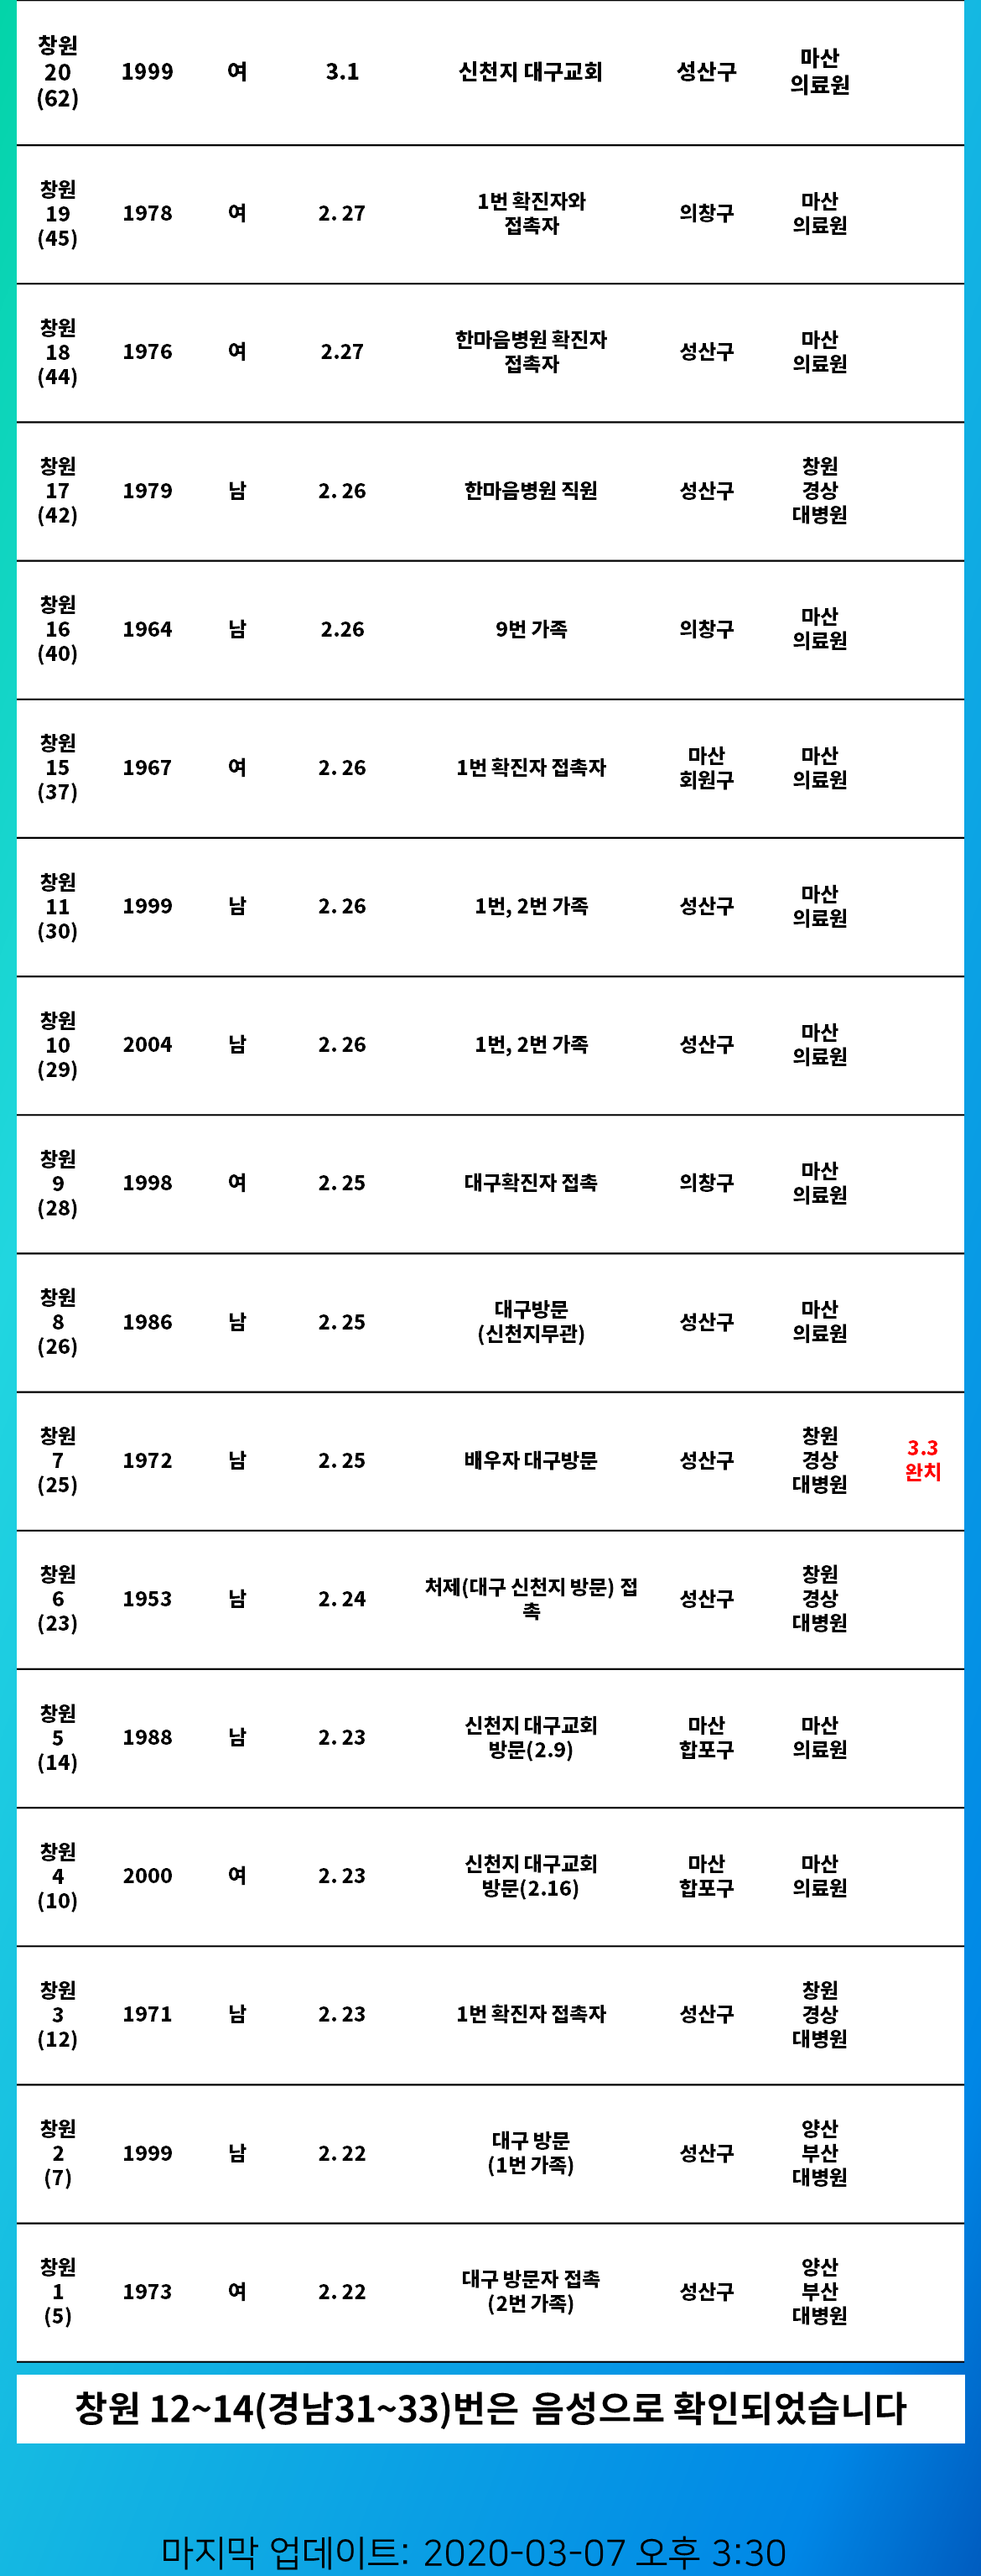 창원
20
(62)
1999
여
3.1
신천지 대구교회
성산구
마산
의료원
창원
19
(45)
1978
여
2. 27
1번 확진자와
접촉자
의창구
마산
의료원
창원
18
(44)
1976
여
2.27
한마음병원 확진자
접촉자
성산구
마산
의료원
창원
17
(42)
1979
남
2. 26
한마음병원 직원
성산구
창원
경상
대병원
창원
16
(40)
1964
남
2.26
9번 가족
의창구
마산
의료원
창원
15
(37)
1967
여
2. 26
1번 확진자 접촉자
마산
회원구
마산
의료원
창원
11
(30)
1999
남
2. 26
1번, 2번 가족
성산구
마산
의료원
창원
10
(29)
2004
남
2. 26
1번, 2번 가족
성산구
마산
의료원
창원
9
(28)
1998
여
2. 25
대구확진자 접촉
의창구
마산
의료원
창원
8
(26)
1986
남
2. 25
대구방문
(신천지무관)
성산구
마산
의료원
창원
7
(25)
1972
남
2. 25
배우자 대구방문
성산구
창원
경상
대병원
3.3
완치
창원
6
(23)
1953
남
2. 24
처제(대구 신천지 방문) 접
촉
성산구
창원
경상
대병원
창원
5
(14)
1988
남
2. 23
신천지 대구교회
방문(2.9)
마산
합포구
마산
의료원
창원
4
(10)
2000
여
2. 23
신천지 대구교회
방문(2.16)
마산
합포구
마산
의료원
창원
3
(12)
1971
남
2. 23
1번 확진자 접촉자
성산구
창원
경상
대병원
창원
2
(7)
1999
남
2. 22
대구 방문
(1번 가족)
성산구
양산
부산
대병원
창원
1
(5)
1973
여
2. 22
대구 방문자 접촉
(2번 가족)
성산구
양산
부산
대병원
창원 12~14(경남31~33)번은 음성으로 확인되었습니다
마지막 업데이트: 2020-03-07 오후 3:30